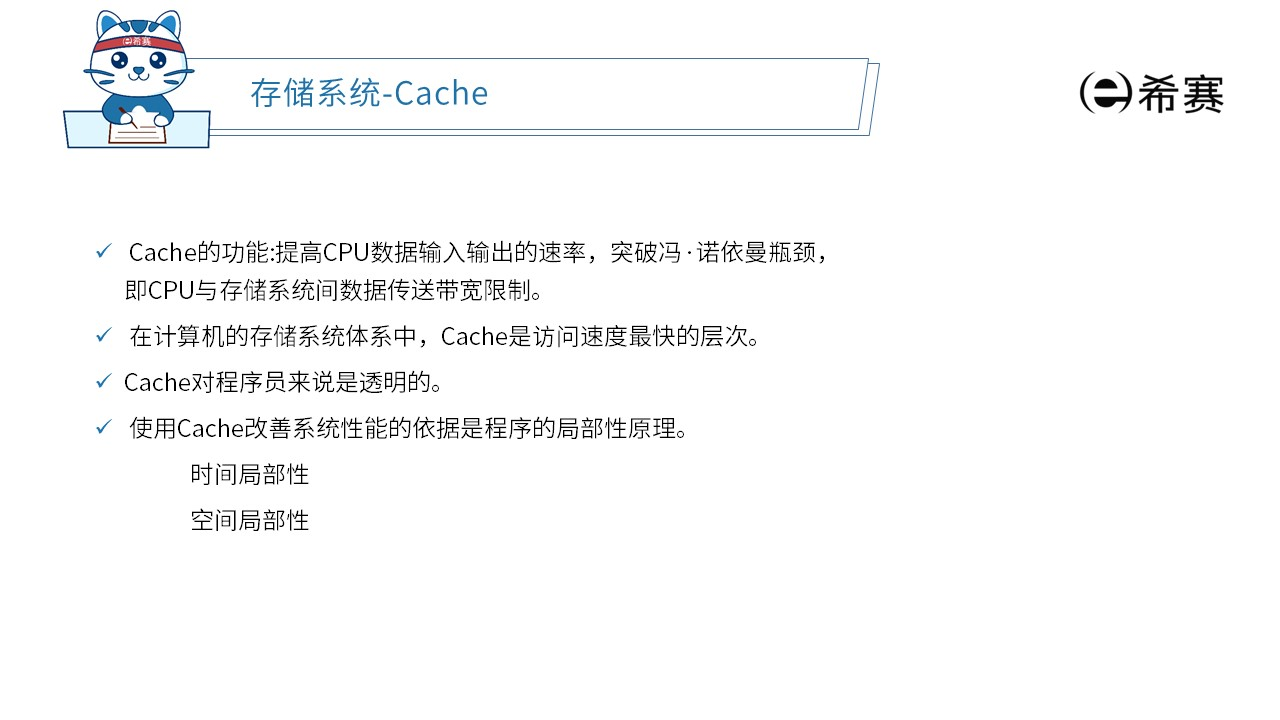 希赛
存储系统-Cache
希赛
Cache的功能:提高CPU数据输入输出的速率，突破冯·诺依曼瓶颈，
即CPU与存储系统间数据传送带宽限制。
在计算机的存储系统体系中，Cache是访问速度最快的层次。
Cache对程序员来说是透明的。
使用Cache改善系统性能的依据是程序的局部性原理。
时间局部性
空间局部性